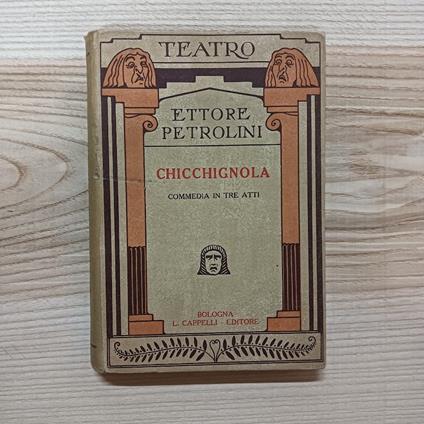 TEATRO
ETTORE
PETROLINI
CHICCHIGNOLA
COMMEDIA IN TRE ATTI
BOLOGNA
L. CAPPELLI - EDITORE